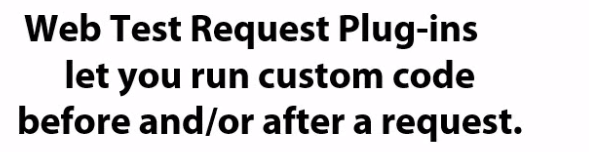 Web Test Request Plug-ins
let you run custom code
before and/or after a request.